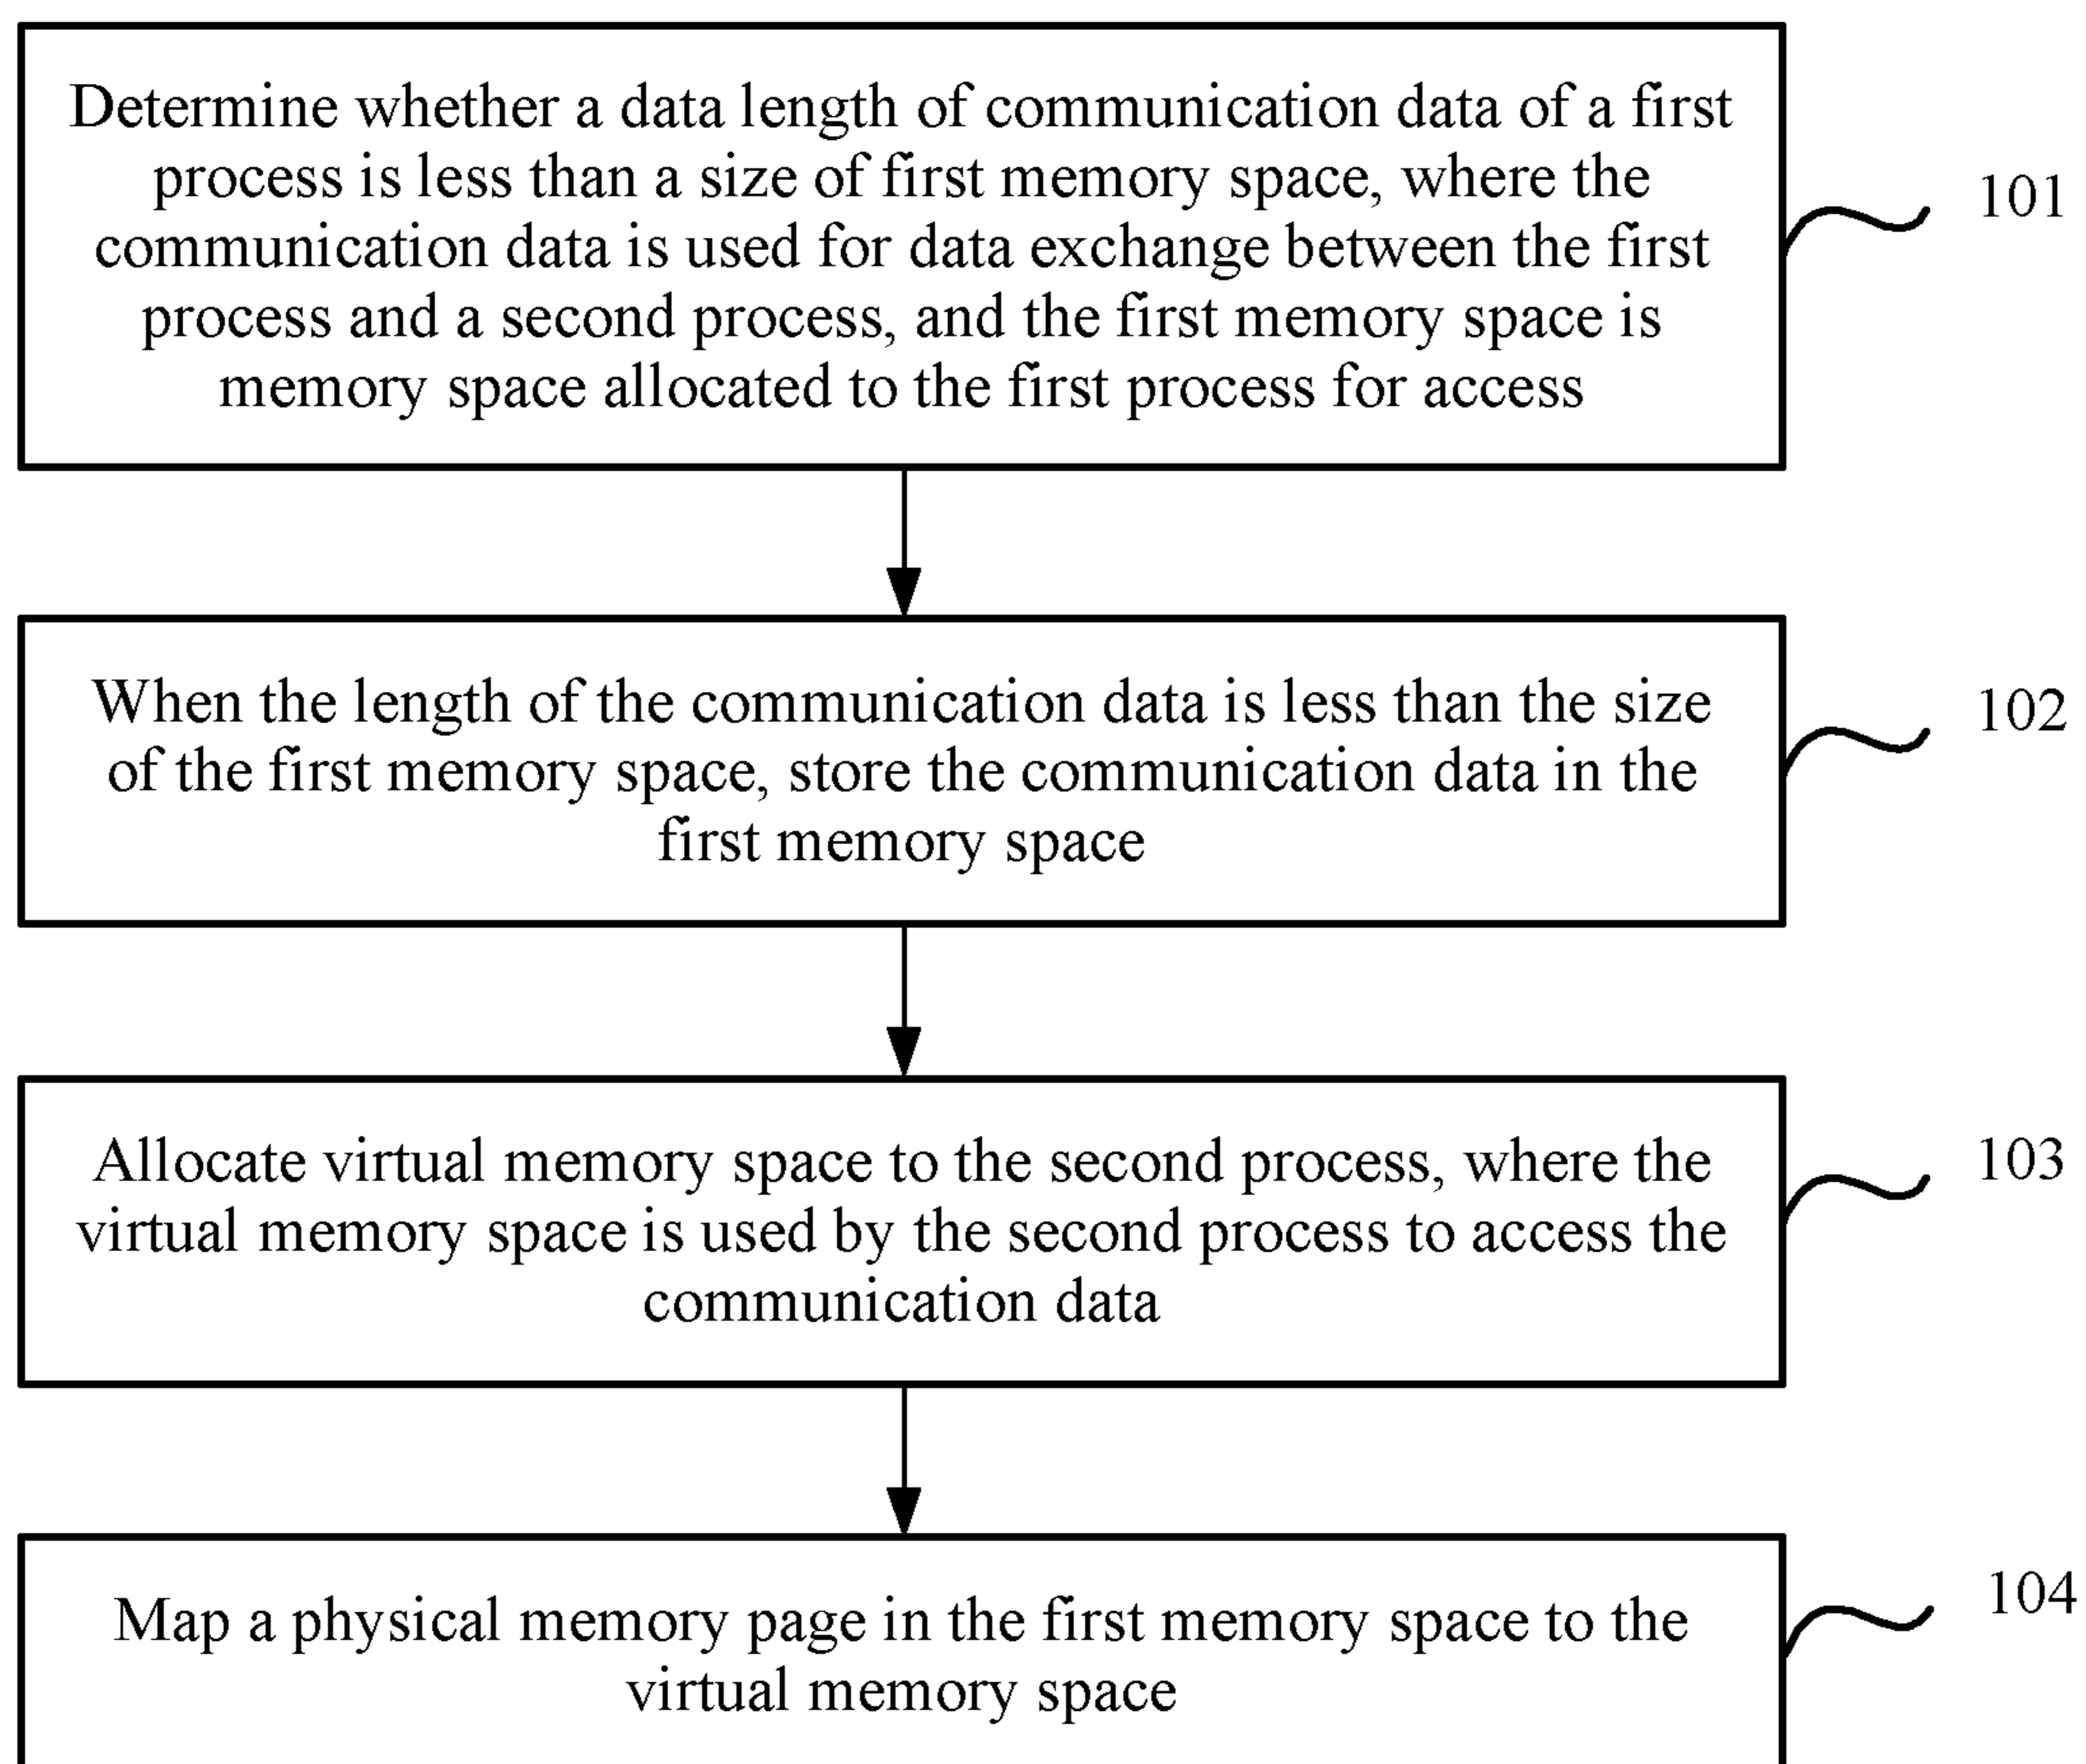 Determine whether a data length of communication data of a first
process is less than a size of first memory space, where the
communication data is used for data exchange between the first
process and a second process, and the first memory space is
memory space allocated to the first process for access
101
When the length of the communication data is less than the size
of the first memory space, store the communication data in the
first memory space
102
Allocate virtual memory space to the second process, where the
virtual memory space is used by the second process to access the
communication data
103
Map a physical memory page in the first memory space to the
virtual memory space
104